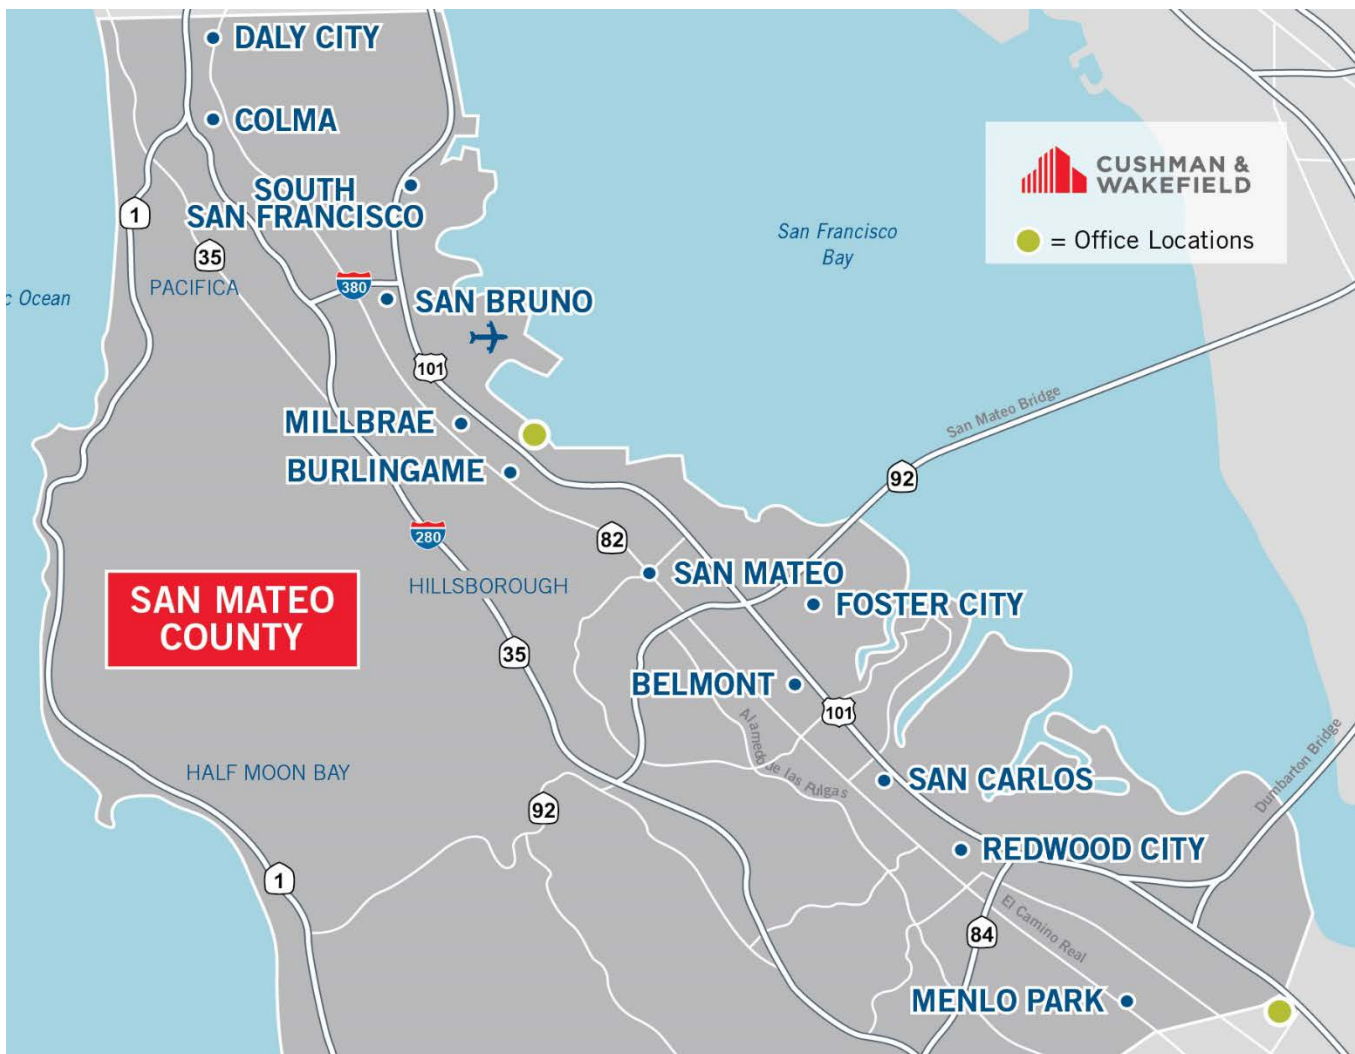 DALY CITY
COLMA
CUSHMAN &
WAKEFIELD
= Office Locations
SOUTH
SAN FRANCISCO
1
35
San Francisco
Bay
PACIFICA
380
c Ocean
SAN BRUNO
101
San Mateo Bridge
MILLBRAE
BURLINGAME
92
280
82
HILLSBOROUGH
SAN MATEO
FOSTER CITY
SAN MATEO
COUNTY
35
BELMONT
101
Alamedo de las Pulgas
Dumbarton Bridge
HALF MOON BAY
SAN CARLOS
92
REDWOOD CITY
1
El Camino Real
84
MENLO PARK